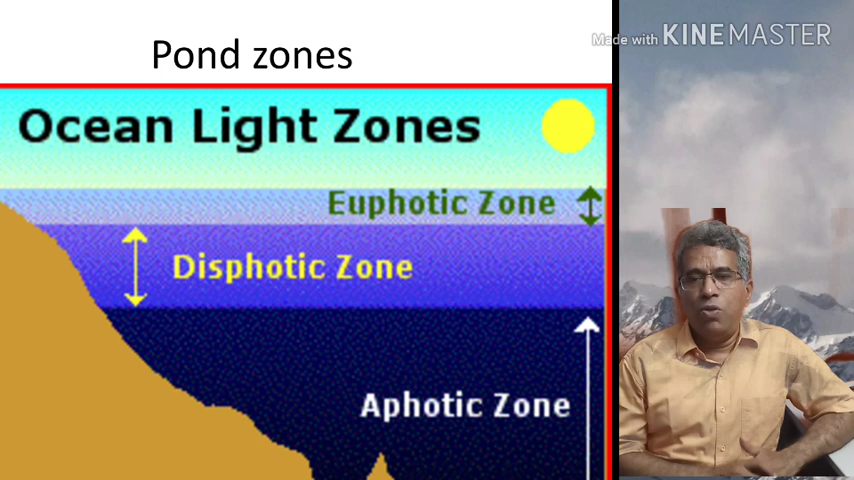 Pond zones
Made with KINEMASTER
Ocean Light Zones
Euphotic Zone
Disphotic Zone
Aphotic Zone